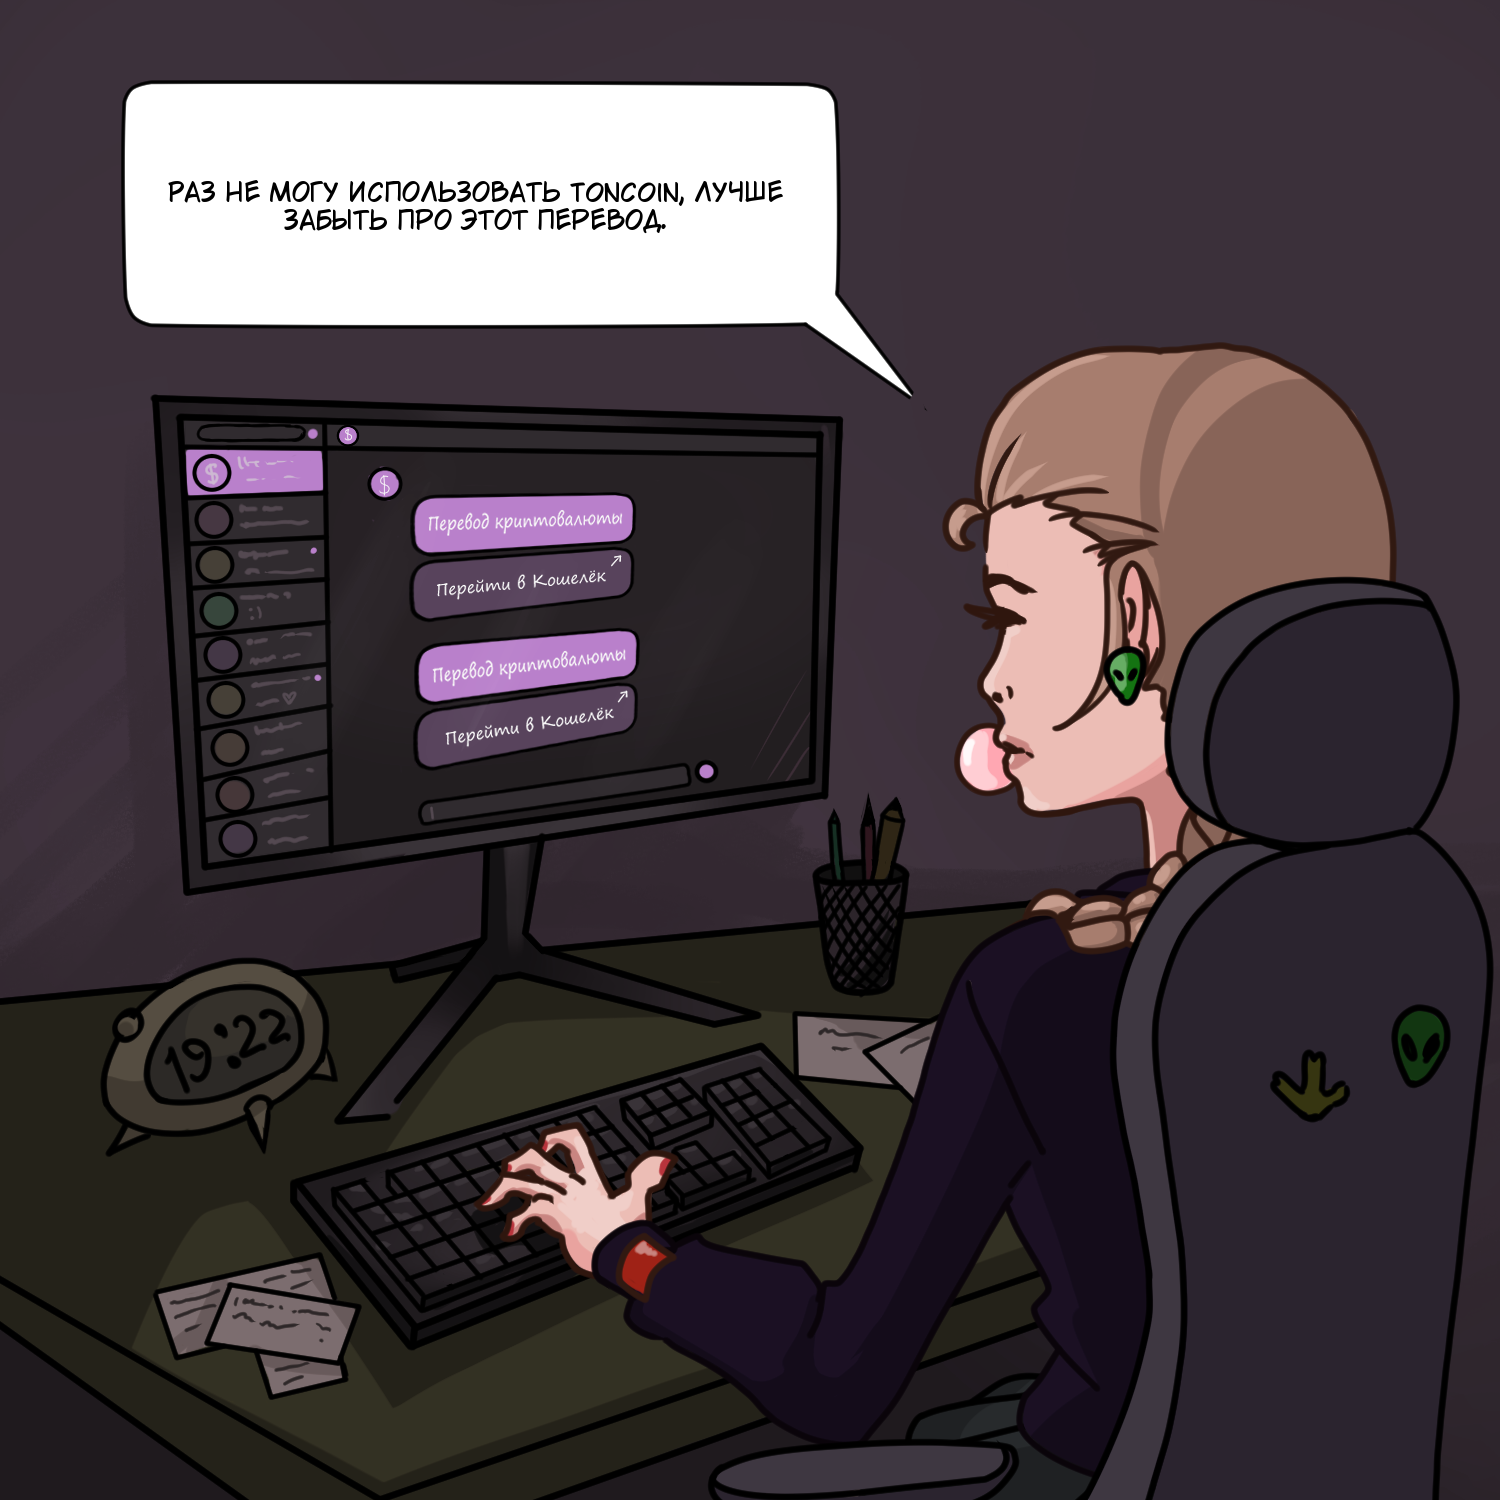 РАЗ НЕ МОГУ ИСПОЛЬЗОВАТЬ TONCOIN, ЛУЧШЕ
ЗАБЫТЬ ПРО ЭТОТ ПЕРЕВОД.
$
$
$
Перевод криптовалюты
Перейти в Кошелёк
:)
Перевод криптовалюты
Перейти в Кошелёк
19:22